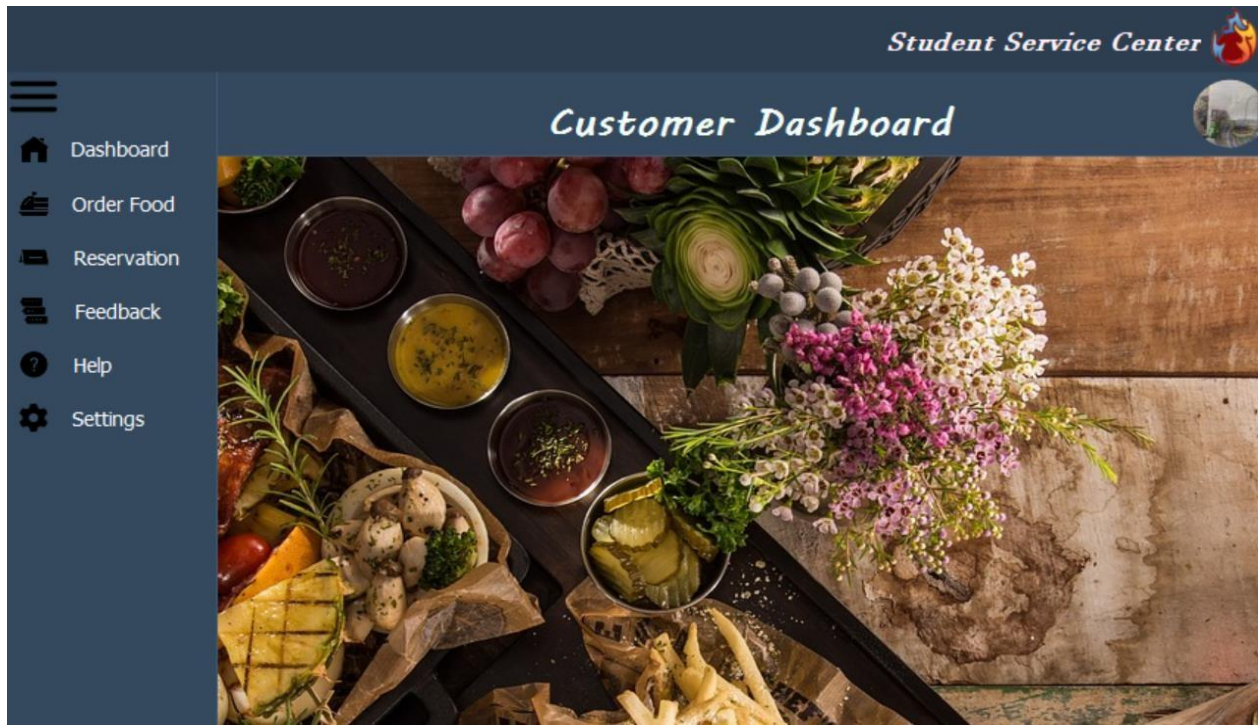 Student Service Center
Customer Dashboard
Dashboard
Order Food
Reservation
Feedback
Help
Settings